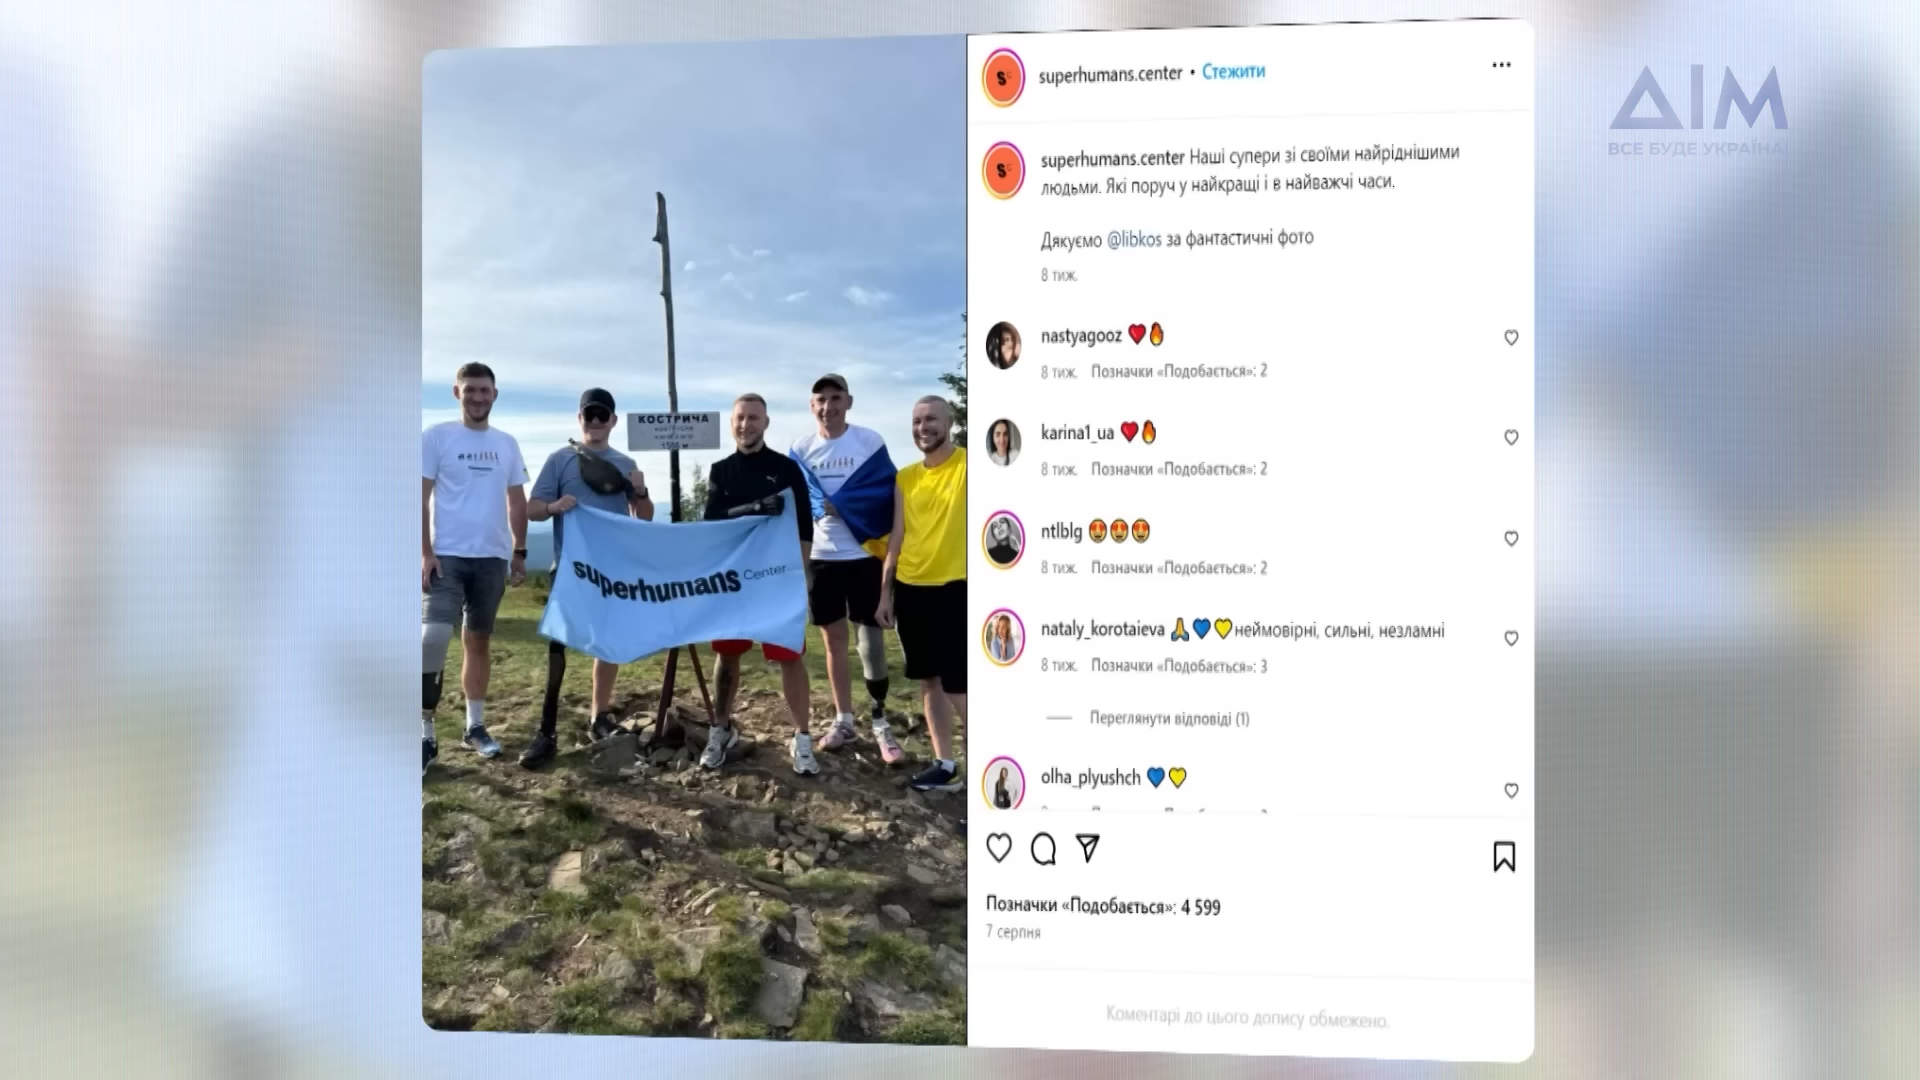 ДІМ
ВСЕ БУДЕ УКРАЇНА!
superhumans.center • Стежити
superhumans.center Наші супери зі своїми найріднішими
людьми. Які поруч у найкращі і в найважчі часи.
Дякуємо @libkos за фантастичні фото
8 тиж.
nastyagooz ❤️🔥
8 тиж. Позначки «Подобається»: 2
karina1_ua ❤️🔥
8 тиж. Позначки «Подобається»: 2
ntlblg 😍😍😍
8 тиж. Позначки «Подобається»: 2
nataly_korotaieva 🙏💙💛неймовірні, сильні, незламні
8 тиж. Позначки «Подобається»: 3
Переглянути відповіді (1)
olha_plyushch 💙💛
Позначки «Подобається»: 4 599
7 серпня
Коментарі до цього допису обмежено.
КОСТРИЧА
1586 м
superhumans Center